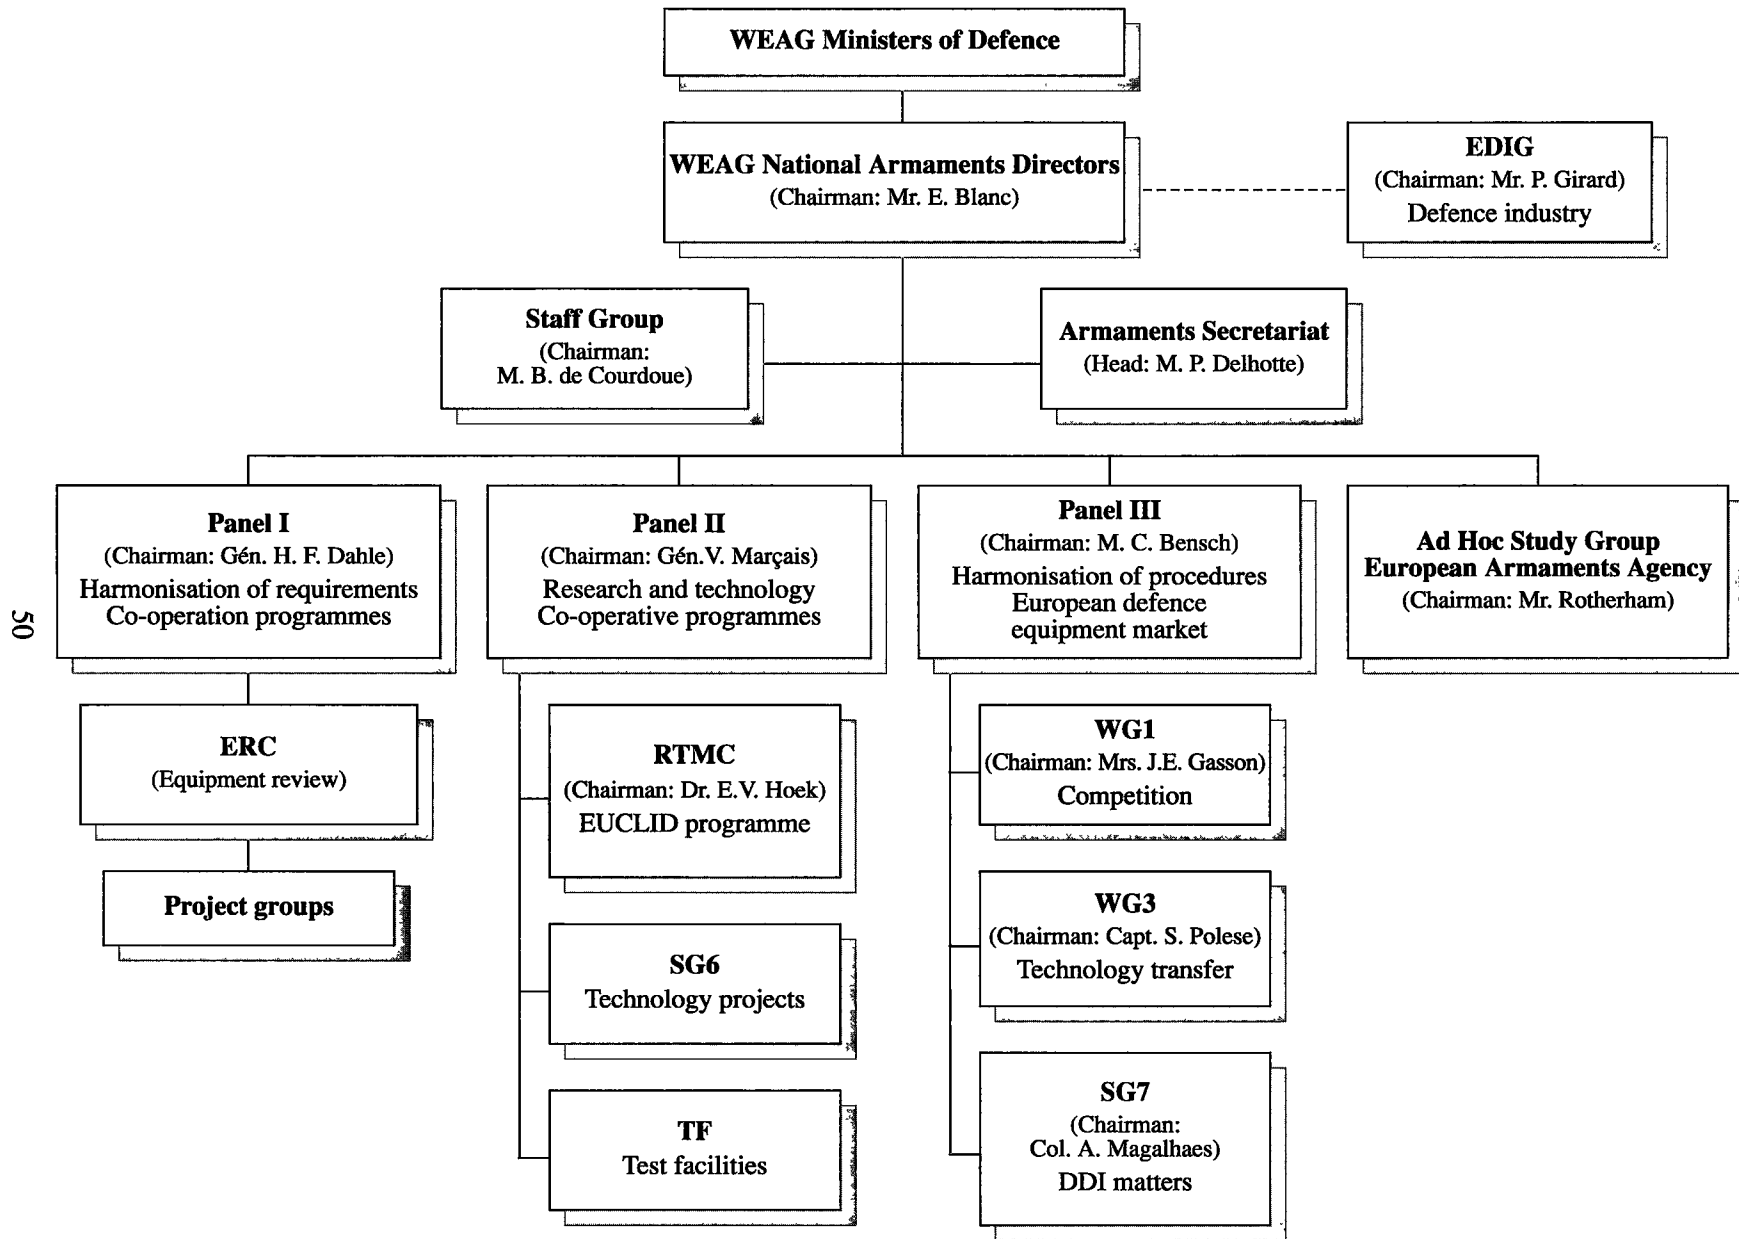 WEAG Ministers of Defence
WEAG National Armaments Directors
(Chairman: Mr. E. Blanc)
EDIG
(Chairman: Mr. P. Girard)
Defence industry
Staff Group
(Chairman:
M. B. de Courdoue)
Armaments Secretariat
(Head: M. P. Delhotte)
Panel I
(Chairman: Gén. H. F. Dahle)
Harmonisation of requirements
Co-operation programmes
Panel II
(Chairman: Gén.V. Marçais)
Research and technology
Co-operative programmes
Panel III
(Chairman: M. C. Bensch)
Harmonisation of procedures
European defence
equipment market
Ad Hoc Study Group
European Armaments Agency
(Chairman: Mr. Rotherham)
ERC
(Equipment review)
Project groups
RTMC
(Chairman: Dr. E.V. Hoek)
EUCLID programme
SG6
Technology projects
TF
Test facilities
WG1
(Chairman: Mrs. J.E. Gasson)
Competition
WG3
(Chairman: Capt. S. Polese)
Technology transfer
SG7
(Chairman:
Col. A. Magalhaes)
DDI matters
50